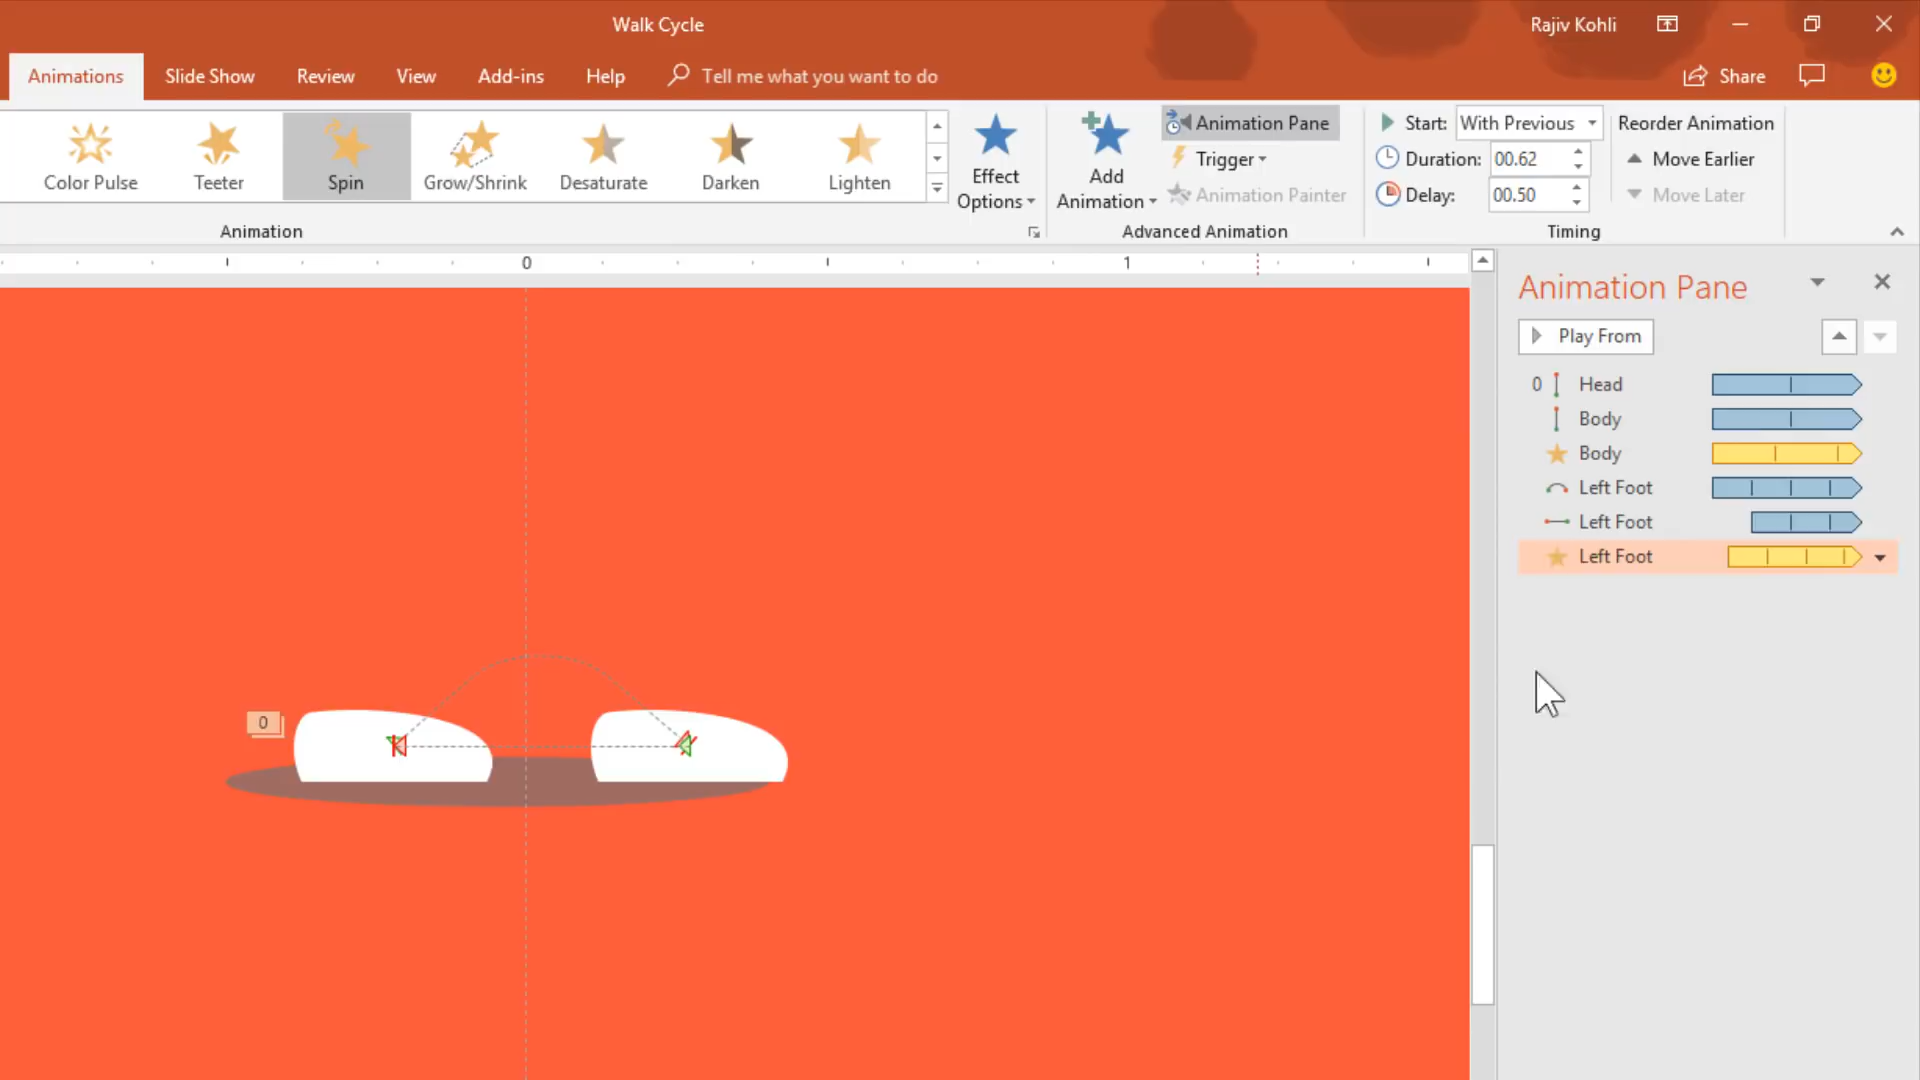 Walk Cycle
Rajiv Kohli
Animations Slide Show Review View Add-ins Help Tell me what you want to do Share
Color Pulse Teeter Spin Grow/Shrink Desaturate Darken Lighten
Effect Options
Add Animation
Animation Pane
Trigger
Animation Painter
Start: With Previous
Duration: 00.62
Delay: 00.50
Reorder Animation
Move Earlier
Move Later
Animation Advanced Animation Timing
0 1
Animation Pane
Play From
0 Head
Body
Body
Left Foot
Left Foot
Left Foot
0